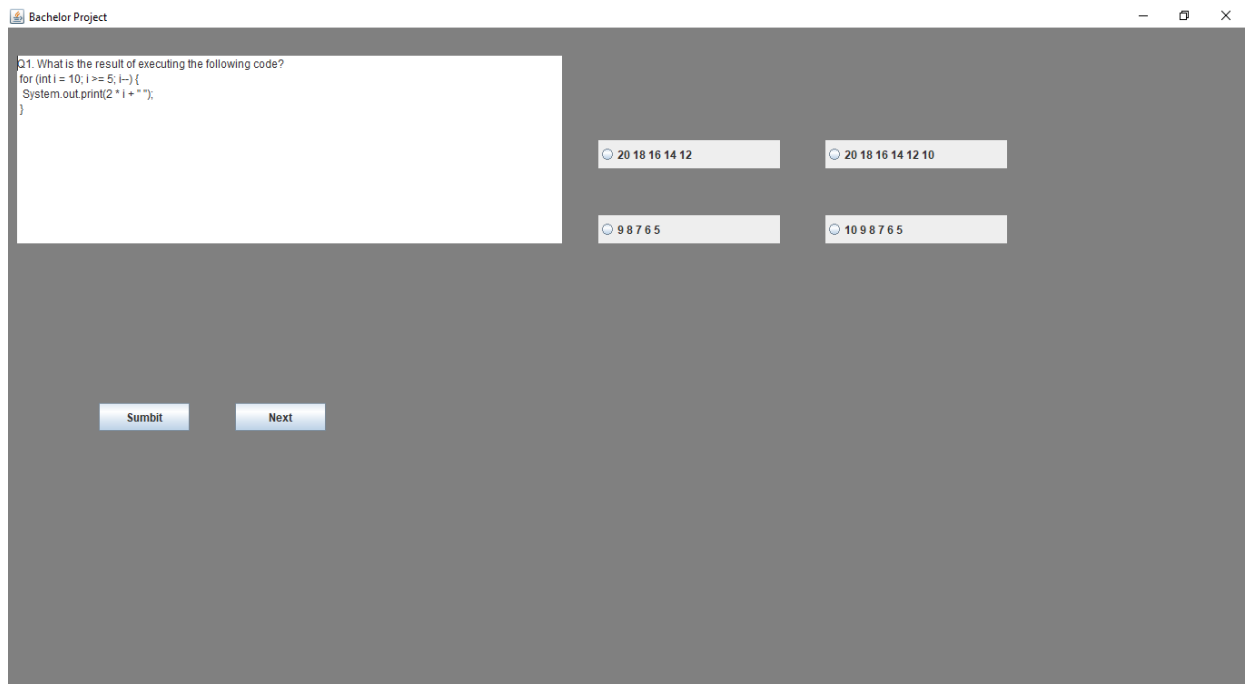 Bachelor Project
Q1. What is the result of executing the following code?
for (int i = 10; i >= 5; i--) {
System.out.print(2 * i + " ");
}
20 18 16 14 12
20 18 16 14 12 10
9 8 7 6 5
10 9 8 7 6 5
Sumbit
Next